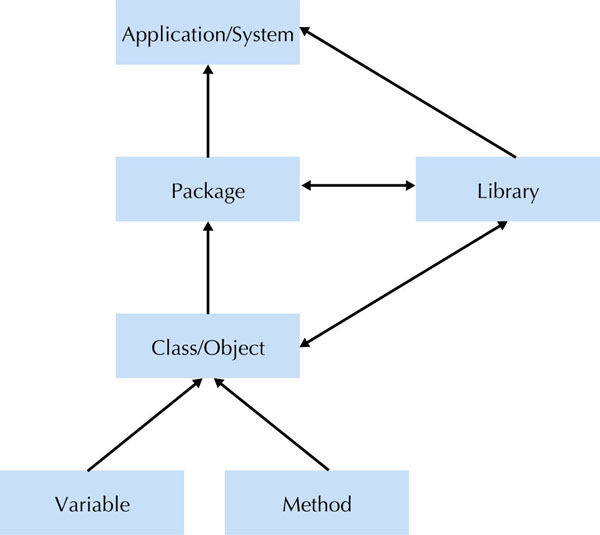 Application/System
Package
Library
Class/Object
Variable
Method